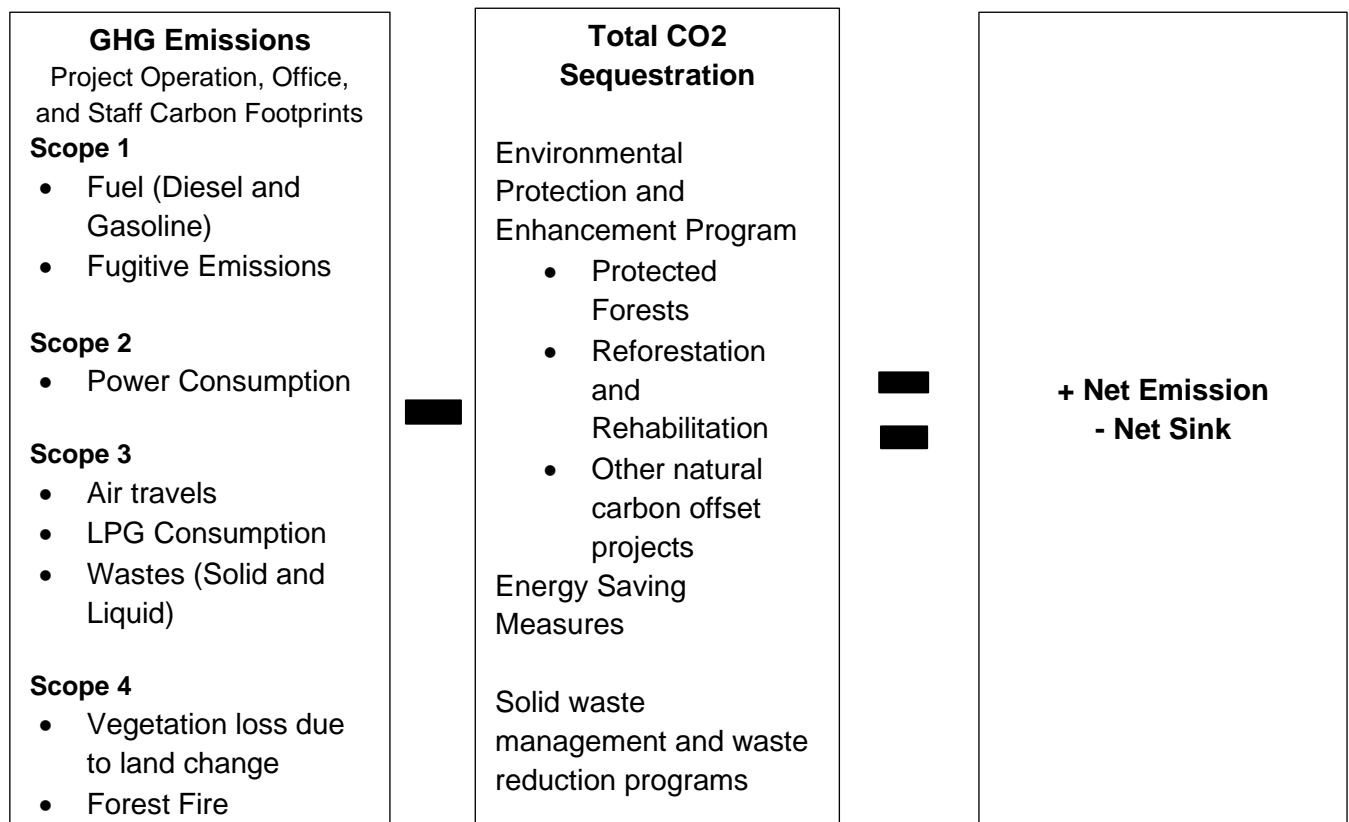 GHG Emissions
Project Operation, Office,
and Staff Carbon Footprints
Scope 1
• Fuel (Diesel and
Gasoline)
• Fugitive Emissions
Scope 2
• Power Consumption
Scope 3
• Air travels
• LPG Consumption
• Wastes (Solid and
Liquid)
Scope 4
• Vegetation loss due
to land change
• Forest Fire
Total CO2
Sequestration
Environmental
Protection and
Enhancement Program
• Protected
Forests
• Reforestation
and
Rehabilitation
• Other natural
carbon offset
projects
Energy Saving
Measures
Solid waste
management and waste
reduction programs
+ Net Emission
- Net Sink